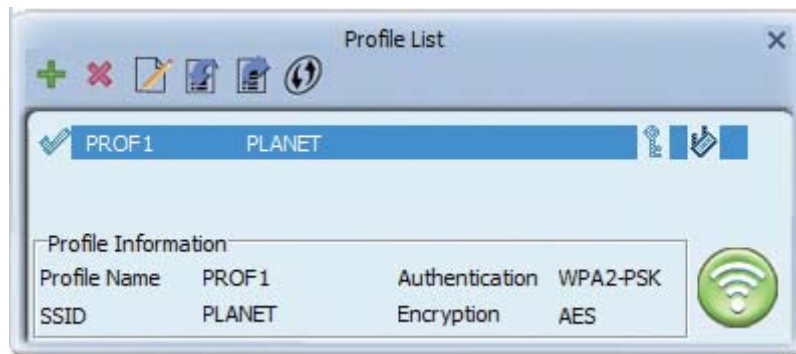 Profile List
PROF1 PLANET
Profile Information
Profile Name PROF1 Authentication WPA2-PSK
SSID PLANET Encryption AES